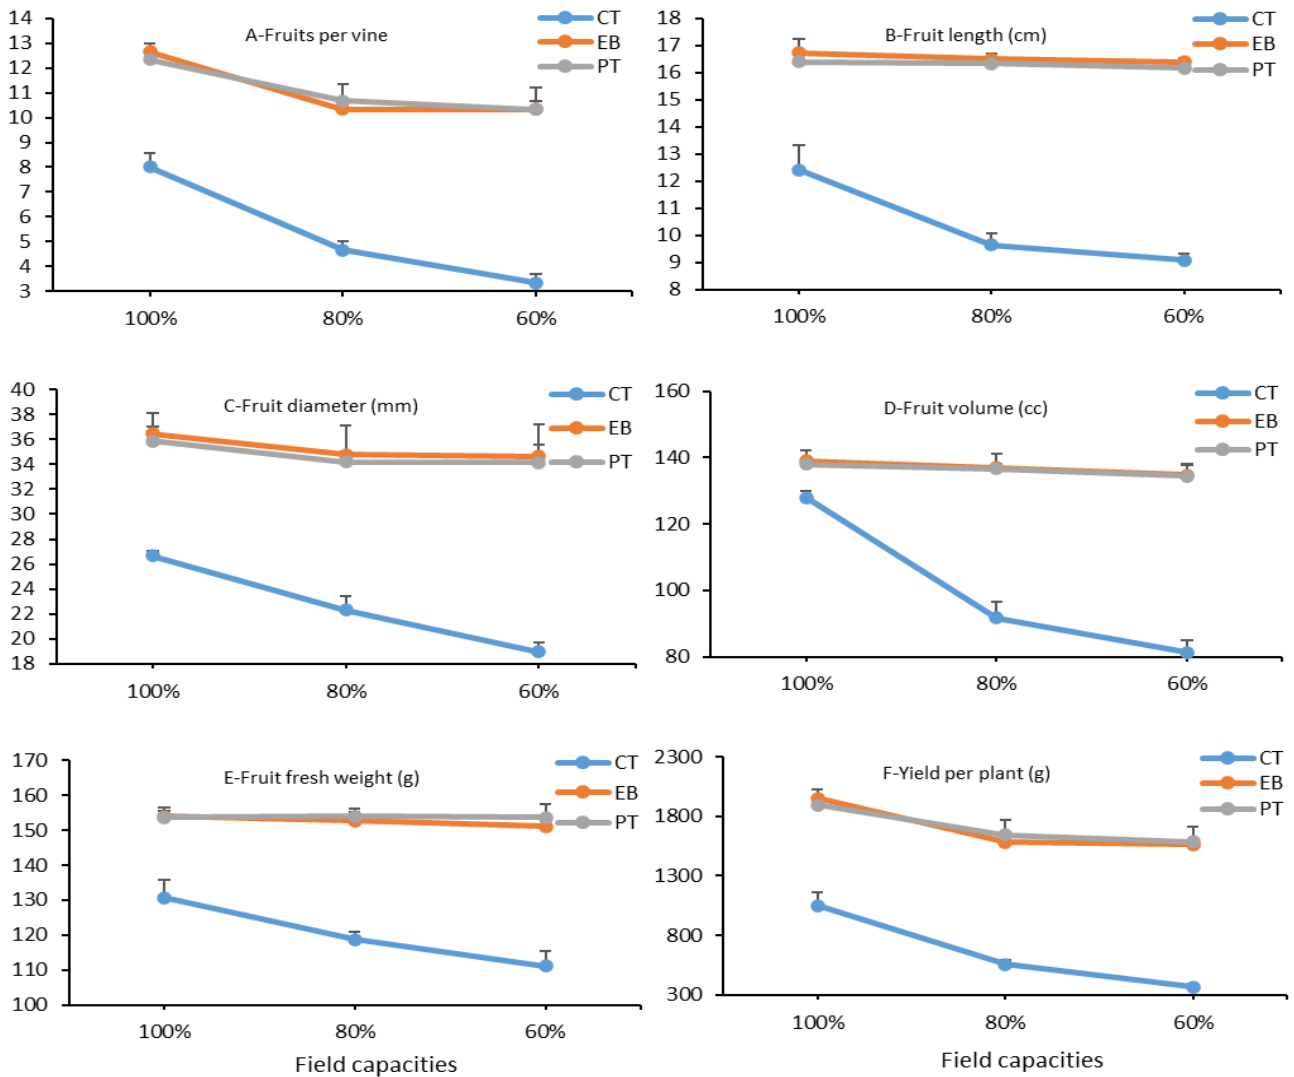 A-Fruits per vine
CT
EB
PT
14
13
12
11
10
9
8
7
6
5
4
3
100%
80%
60%
B-Fruit length (cm)
CT
EB
PT
18
17
16
15
14
13
12
11
10
9
8
100%
80%
60%
C-Fruit diameter (mm)
CT
EB
PT
40
38
36
34
32
30
28
26
24
22
20
18
100%
80%
60%
D-Fruit volume (cc)
CT
EB
PT
160
140
120
100
80
100%
80%
60%
E-Fruit fresh weight (g)
CT
EB
PT
170
160
150
140
130
120
110
100
100%
80%
60%
Field capacities
F-Yield per plant (g)
CT
EB
PT
2300
1800
1300
800
300
100%
80%
60%
Field capacities